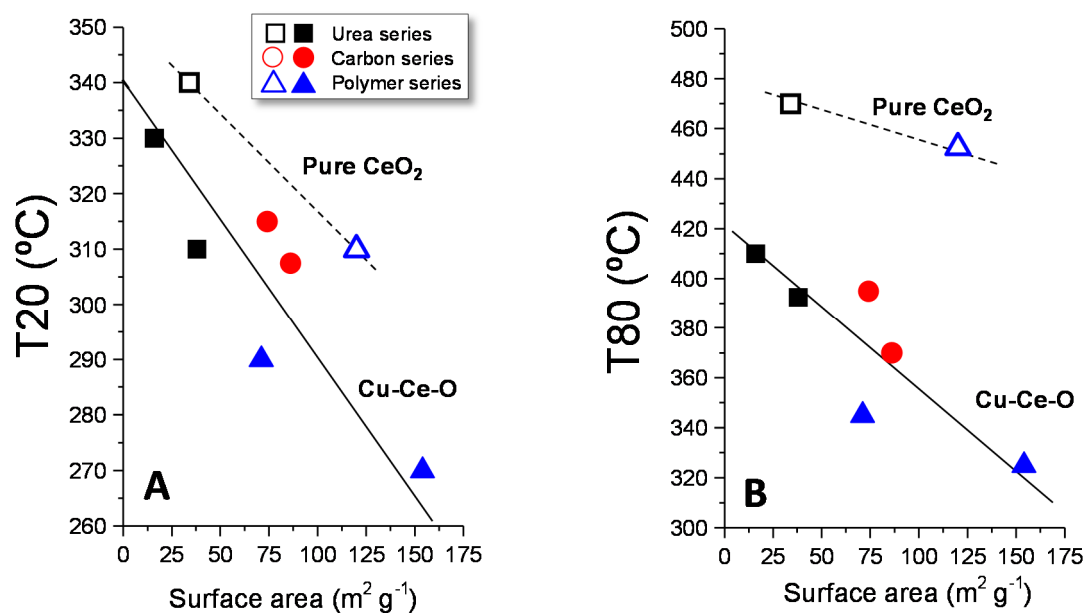 T20 (ºC)
350
340
330
320
310
300
290
280
270
260
Urea series
Carbon series
Polymer series
Pure CeO₂
Cu-Ce-O
A
0 25 50 75 100 125 150 175
Surface area (m² g⁻¹)
T80 (ºC)
500
480
460
450
420
400
380
360
340
320
300
Pure CeO₂
Cu-Ce-O
B
0 25 50 75 100 125 150 175
Surface area (m² g⁻¹)